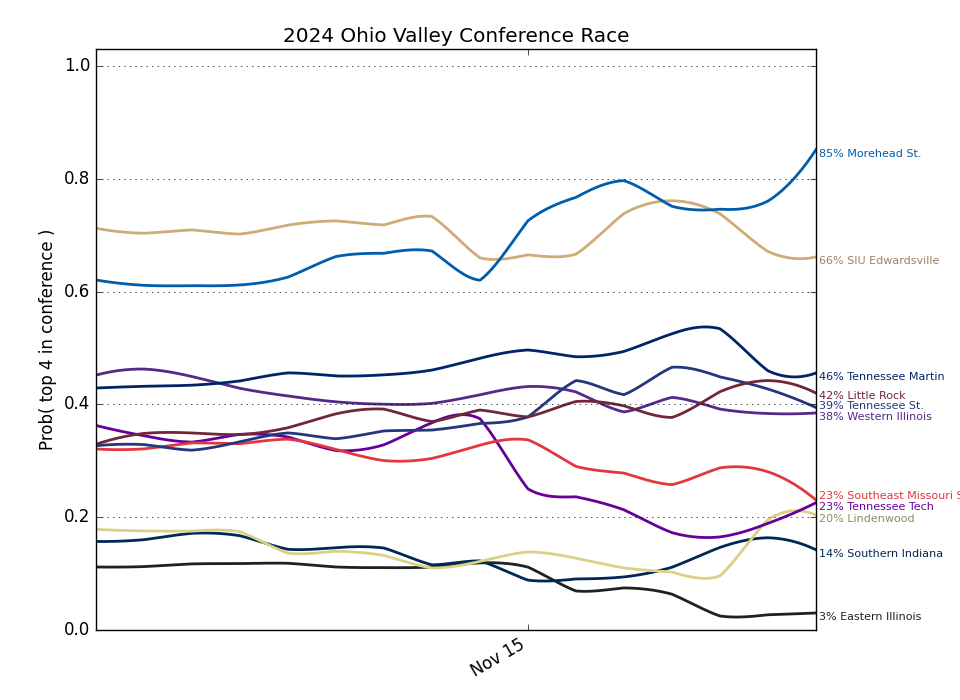 2024 Ohio Valley Conference Race
Prob( top 4 in conference )
1.0
0.8
0.6
0.4
0.2
0.0
Nov 15
85% Morehead St.
66% SIU Edwardsville
46% Tennessee Martin
42% Little Rock
39% Tennessee St.
38% Western Illinois
23% Southeast Missouri S
23% Tennessee Tech
20% Lindenwood
14% Southern Indiana
3% Eastern Illinois